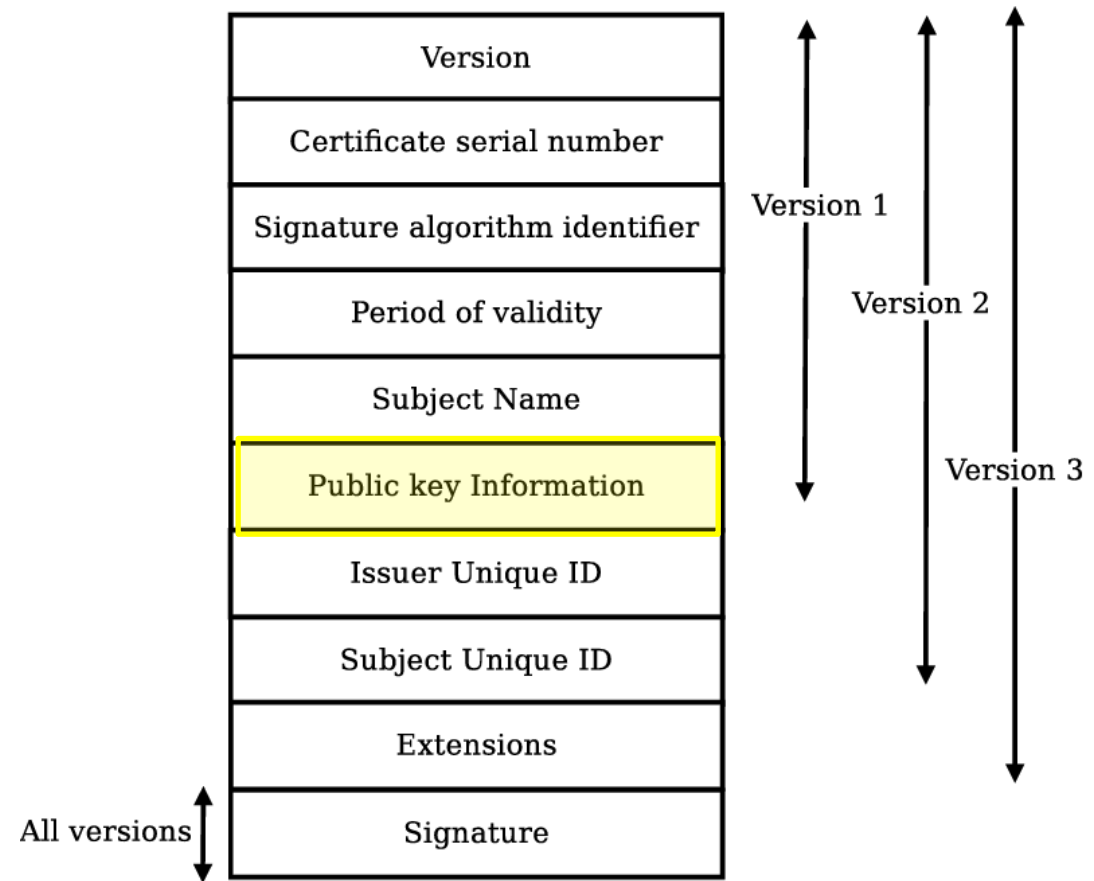 Version
Certificate serial number
Signature algorithm identifier
Version 1
Period of validity
Version 2
Subject Name
Public key Information
Version 3
Issuer Unique ID
Subject Unique ID
Extensions
All versions
Signature